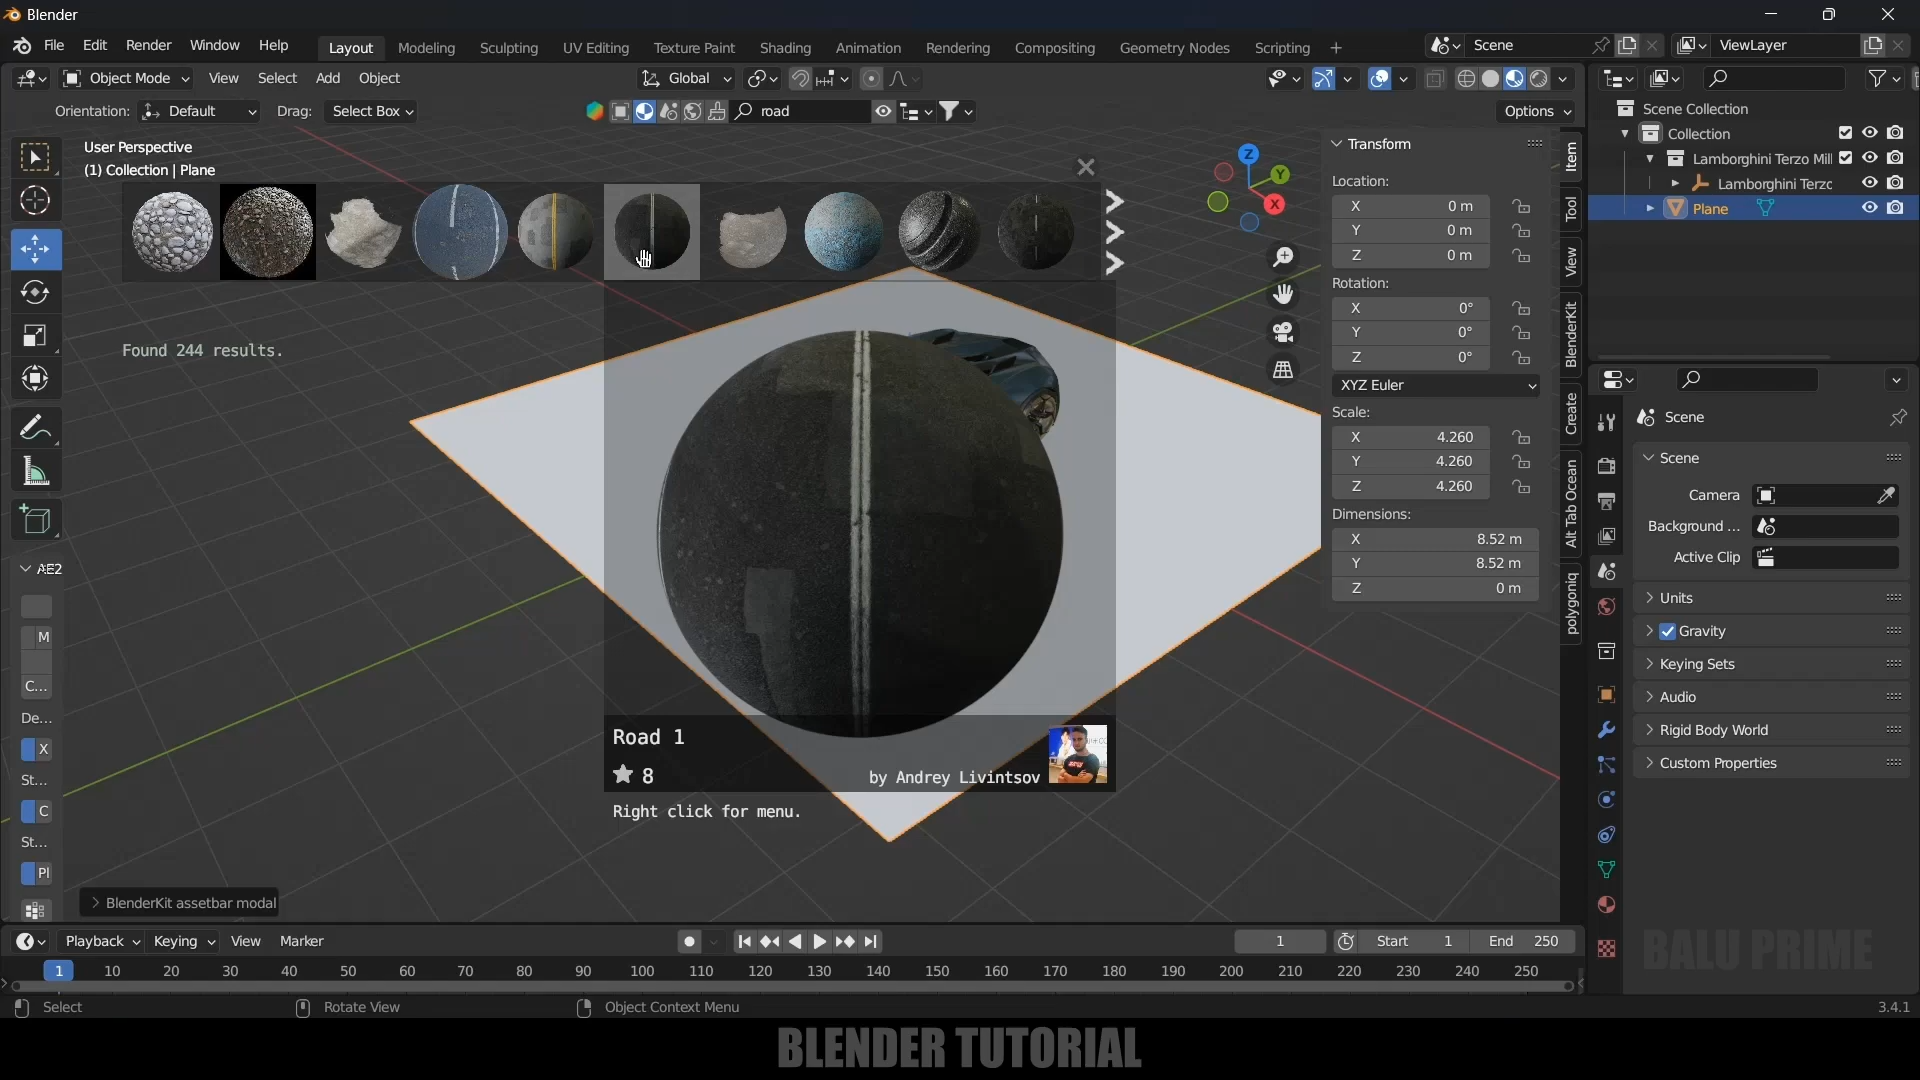 Blender
File Edit Render Window Help Layout Modeling Sculpting UV Editing Texture Paint Shading Animation Rendering Compositing Geometry Nodes Scripting + Scene ViewLayer
Object Mode View Select Add Object Global
Orientation: Default Drag: Select Box road Options
User Perspective
(1) Collection | Plane
Found 244 results.
Z
Y
X
Transform
Location:
X 0 m
Y 0 m
Z 0 m
Rotation:
X 0°
Y 0°
Z 0°
XYZ Euler
Scale:
X 4.260
Y 4.260
Z 4.260
Dimensions:
X 8.52 m
Y 8.52 m
Z 0 m
Item
Tool
View
BlenderKit
Create
Alt Tab Ocean
polygoniq
Scene Collection
Collection
Lamborghini Terzo Mill
Lamborghini Terzo
Plane
Scene
Scene
Camera
Background ...
Active Clip
Units
Gravity
Keying Sets
Audio
Rigid Body World
Custom Properties
M
C...
De...
X
St...
C
St...
Pl
Road 1
8
by Andrey Livintsov
Right click for menu.
BlenderKit assetbar modal
BALU PRIME
Playback Keying View Marker 1 Start 1 End 250
1 10 20 30 40 50 60 70 80 90 100 110 120 130 140 150 160 170 180 190 200 210 220 230 240 250
Select Rotate View Object Context Menu 3.4.1
BLENDER TUTORIAL